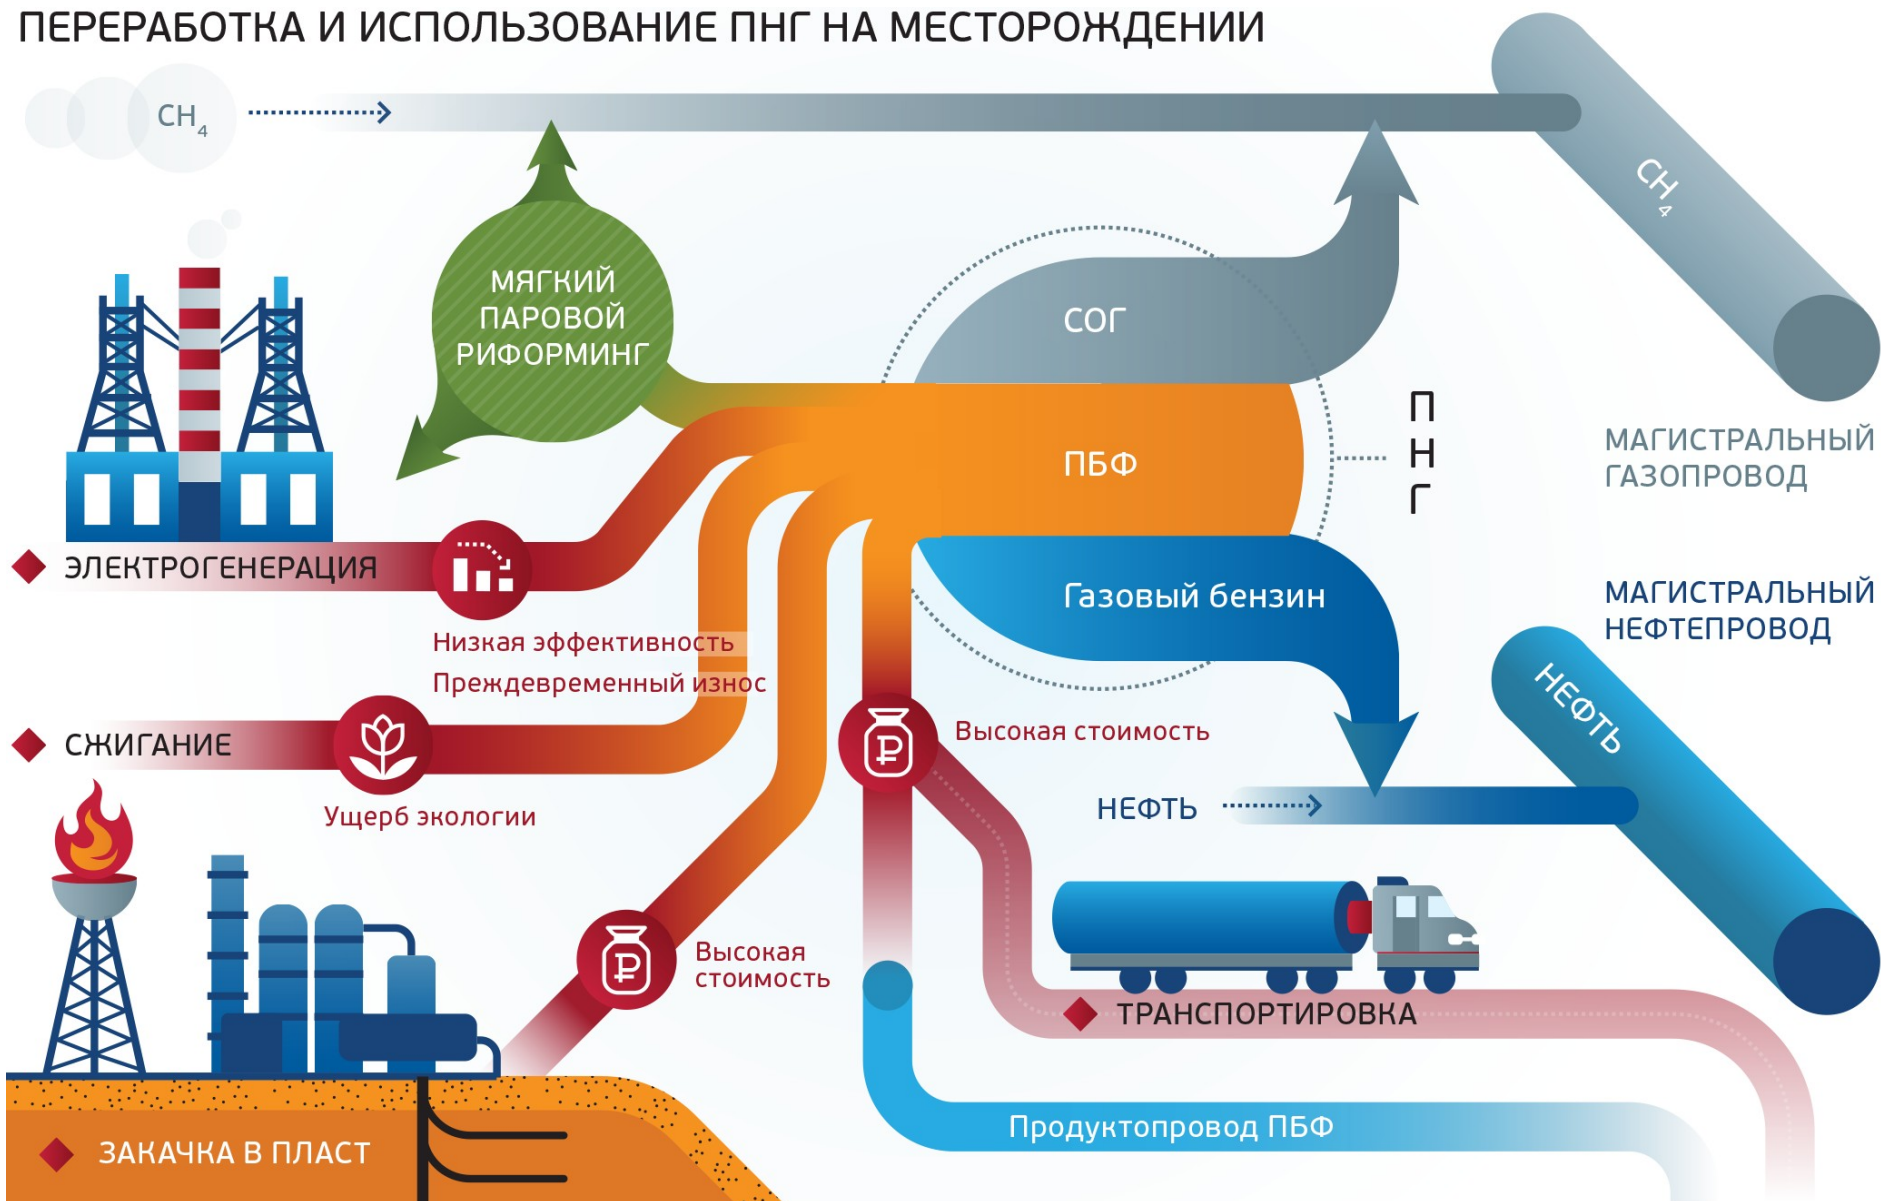 ПЕРЕРАБОТКА И ИСПОЛЬЗОВАНИЕ ПНГ НА МЕСТОРОЖДЕНИИ
CH₄
CH₄
МЯГКИЙ
ПАРОВОЙ
РИФОРМИНГ
СОГ
ПБФ
Газовый бензин
П
Н
Г
МАГИСТРАЛЬНЫЙ
ГАЗОПРОВОД
МАГИСТРАЛЬНЫЙ
НЕФТЕПРОВОД
НЕФТЬ
ЭЛЕКТРОГЕНЕРАЦИЯ
Низкая эффективность
Преждевременный износ
СЖИГАНИЕ
Ущерб экологии
Высокая стоимость
НЕФТЬ
Высокая
стоимость
ТРАНСПОРТИРОВКА
Продуктопровод ПБФ
ЗАКАЧКА В ПЛАСТ